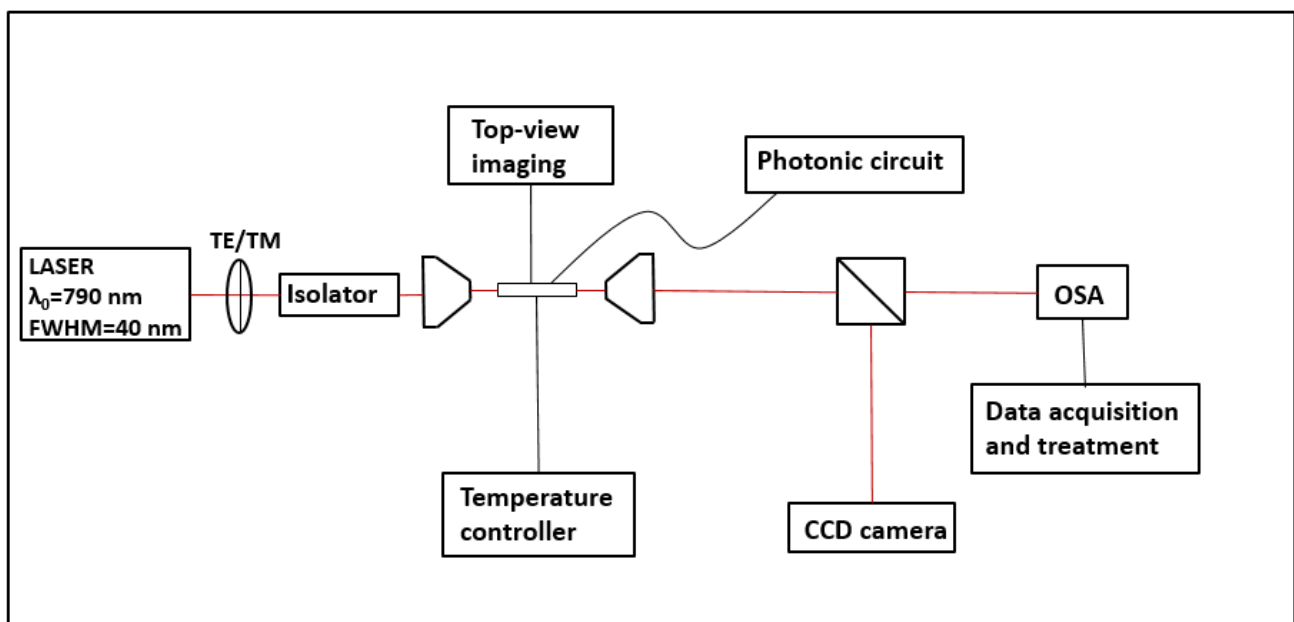 Top-view
imaging
Photonic circuit
TE/TM
LASER
λ₀=790 nm
FWHM=40 nm
Isolator
OSA
Data acquisition
and treatment
Temperature
controller
CCD camera